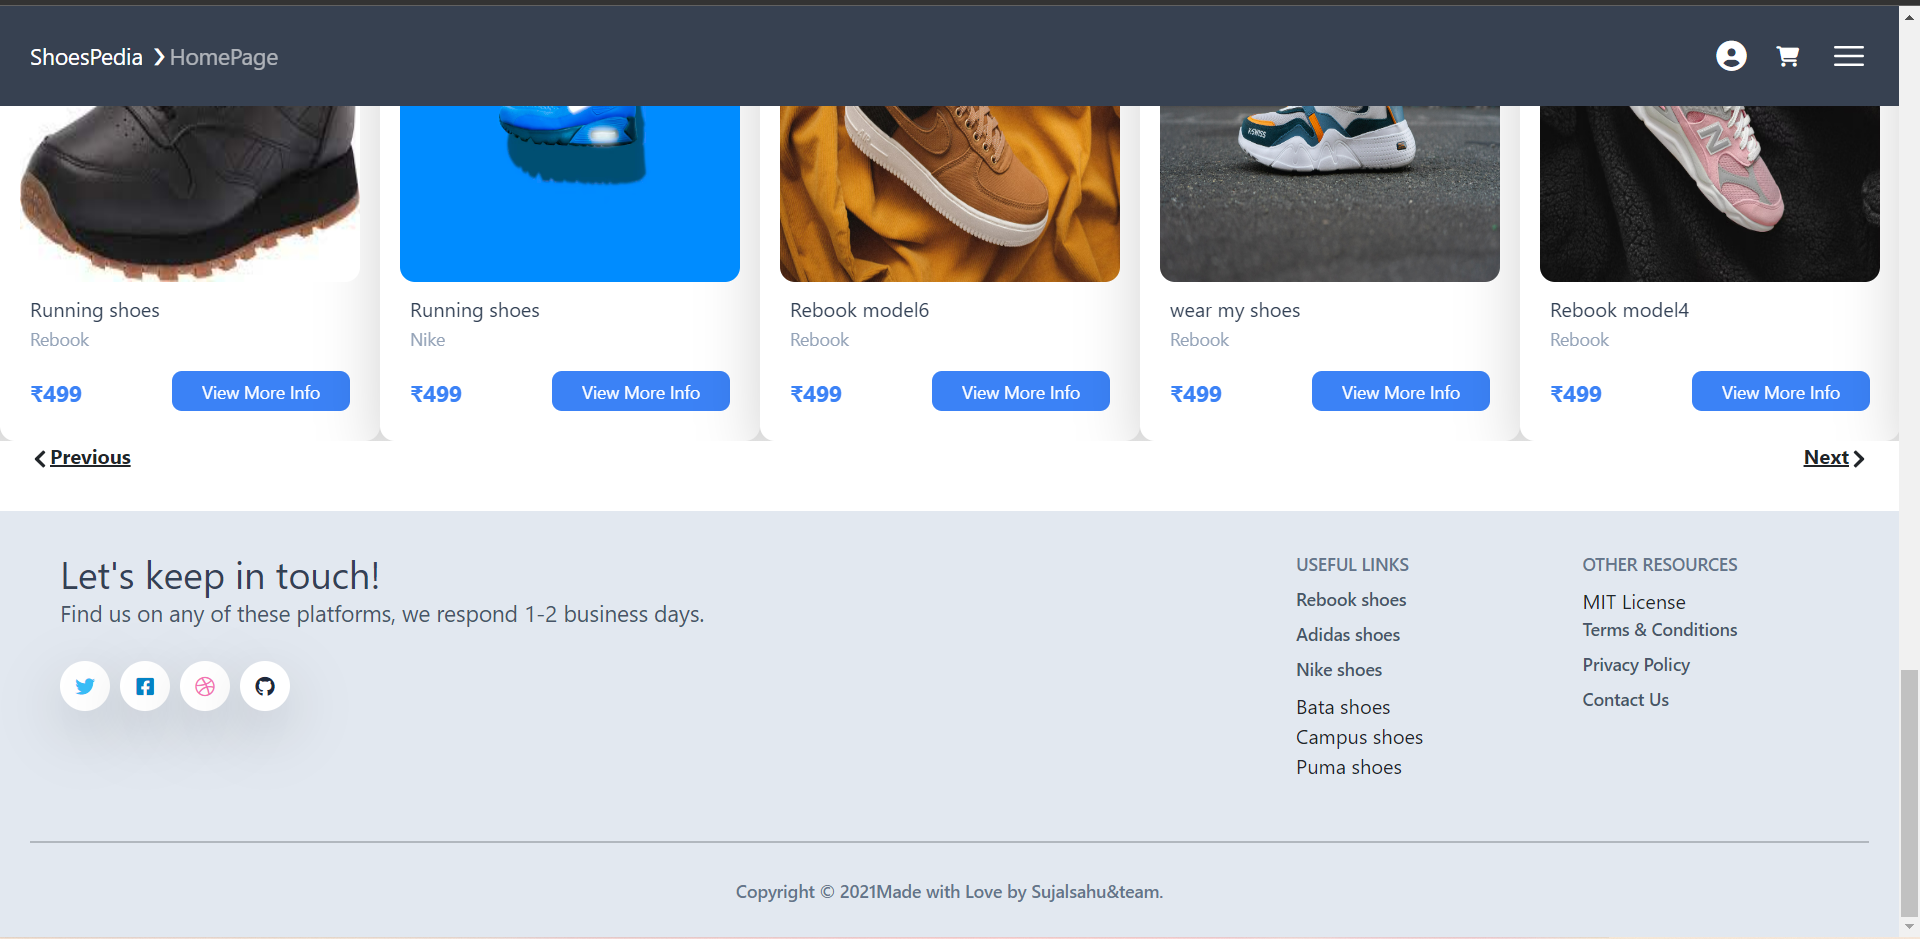 ShoesPedia ❯ HomePage
K·SWISS
N
Running shoes
Rebook
₹499 View More Info
Running shoes
Nike
₹499 View More Info
Rebook model6
Rebook
₹499 View More Info
wear my shoes
Rebook
₹499 View More Info
Rebook model4
Rebook
₹499 View More Info
Previous
Next
Let's keep in touch!
Find us on any of these platforms, we respond 1-2 business days.
USEFUL LINKS
Rebook shoes
Adidas shoes
Nike shoes
Bata shoes
Campus shoes
Puma shoes
OTHER RESOURCES
MIT License
Terms & Conditions
Privacy Policy
Contact Us
Copyright © 2021Made with Love by Sujalsahu&team.